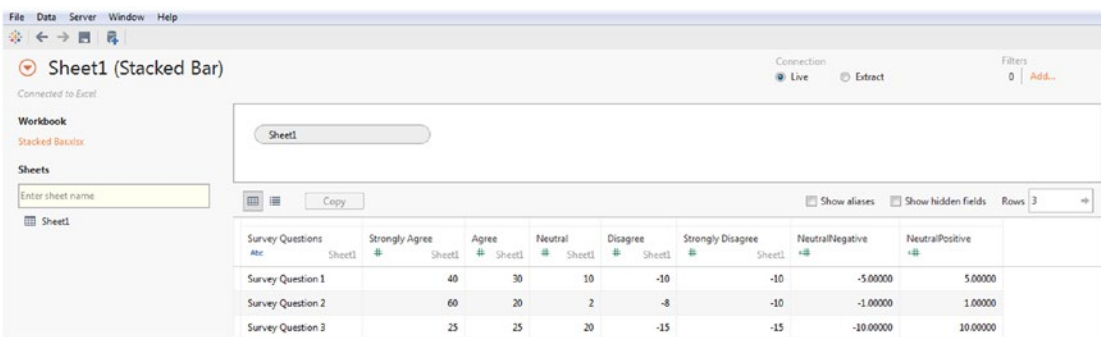 File Data Server Window Help
Sheet1 (Stacked Bar)
Connected to Excel
Connection
Live Extract
Filters
0 Add...
Workbook
Stacked Bar.xlsx
Sheets
Enter sheet name
Sheet1
Sheet1
Copy
Show aliases Show hidden fields Rows 3
Survey Questions Strongly Agree Agree Neutral Disagree Strongly Disagree NeutralNegative NeutralPositive
Abc Sheet1 # Sheet1 # Sheet1 # Sheet1 # Sheet1 # Sheet1 =# =#
Survey Question 1 40 30 10 -10 -10 -5.00000 5.00000
Survey Question 2 60 20 2 -8 -10 -1.00000 1.00000
Survey Question 3 25 25 20 -15 -15 -10.00000 10.00000